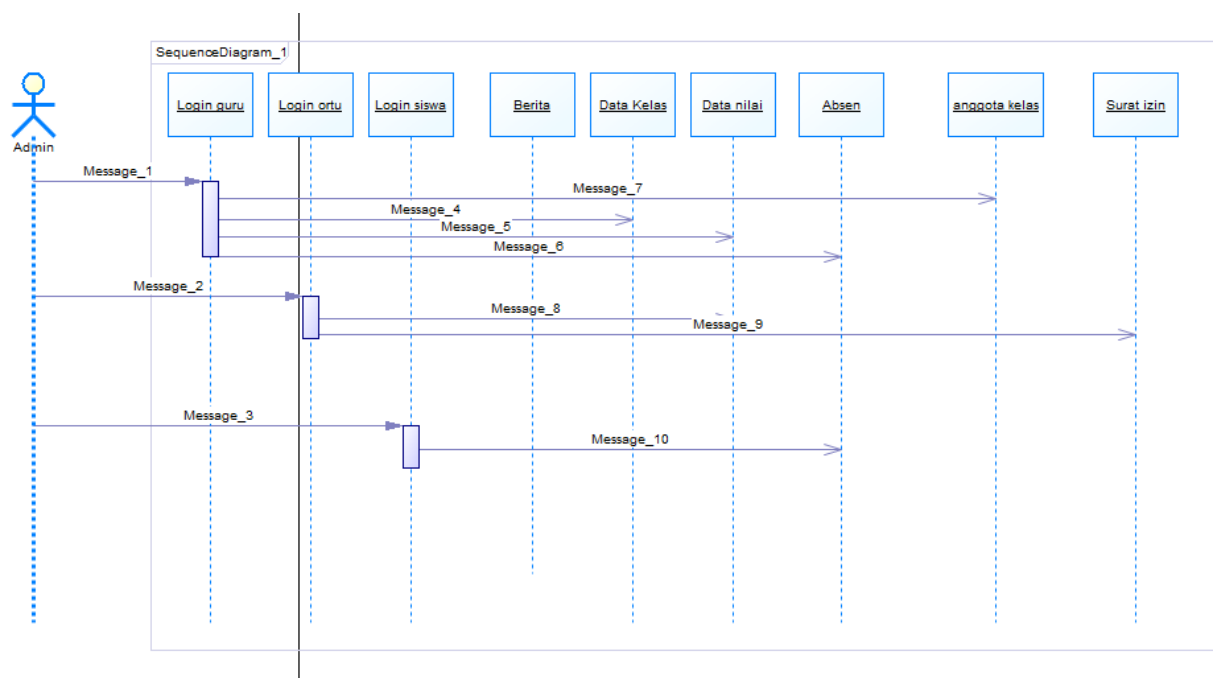 SequenceDiagram_1
Login guru
Login ortu
Login siswa
Berita
Data Kelas
Data nilai
Absen
anggota kelas
Surat izin
Admin
Message_1
Message_7
Message_4
Message_5
Message_6
Message_2
Message_8
Message_9
Message_3
Message_10